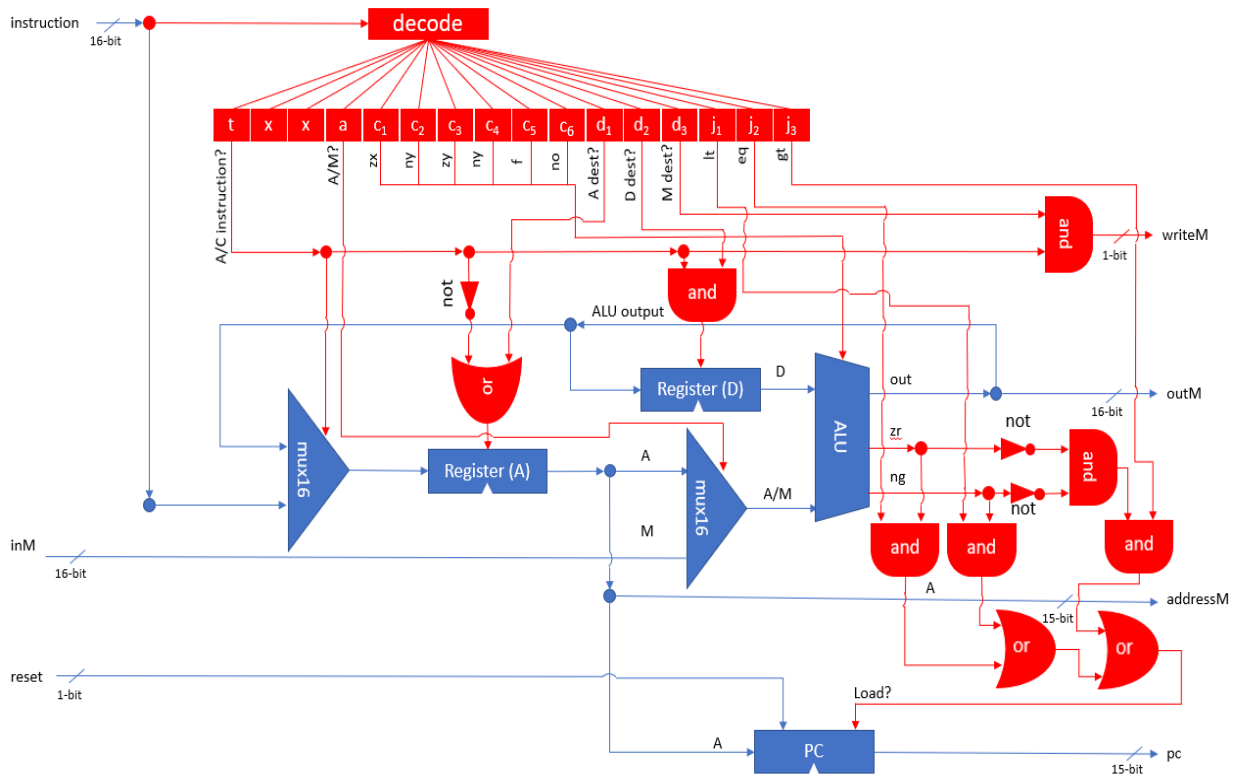 instruction
16-bit
decode
t x x a c1 c2 c3 c4 c5 c6 d1 d2 d3 j1 j2 j3
A/C instruction?
A/M?
zx
ny
zy
ny
f
no
A dest?
D dest?
M dest?
lt
eq
gt
and
writeM
1-bit
not
and
ALU output
or
Register (D)
D
ALU
out
outM
16-bit
mux16
Register (A)
A
mux16
zr
not
and
ng
A/M
not
M
inM
16-bit
and
and
and
A
addressM
15-bit
or
or
reset
1-bit
Load?
A
PC
pc
15-bit